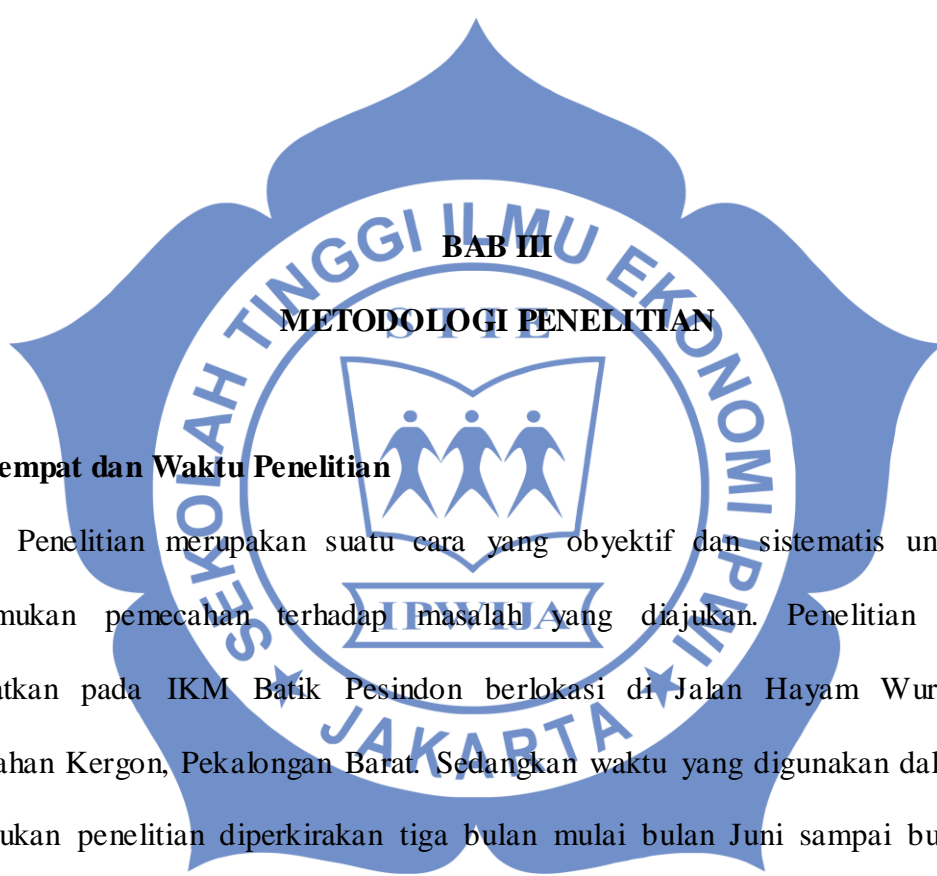 BAB III
METODOLOGI PENELITIAN
empat dan Waktu Penelitian
Penelitian merupakan suatu cara yang obyektif dan sistematis un
mukan pemecahan terhadap masalah yang diajukan. Penelitian
atkan pada IKM Batik Pesindon berlokasi di Jalan Hayam Wur
ahan Kergon, Pekalongan Barat. Sedangkan waktu yang digunakan dal
ukan penelitian diperkirakan tiga bulan mulai bulan Juni sampai bu
SEKOLAH TINGGI ILMU EKONOMI IPWI
STIE
IPWIJA
★ JAKARTA ★